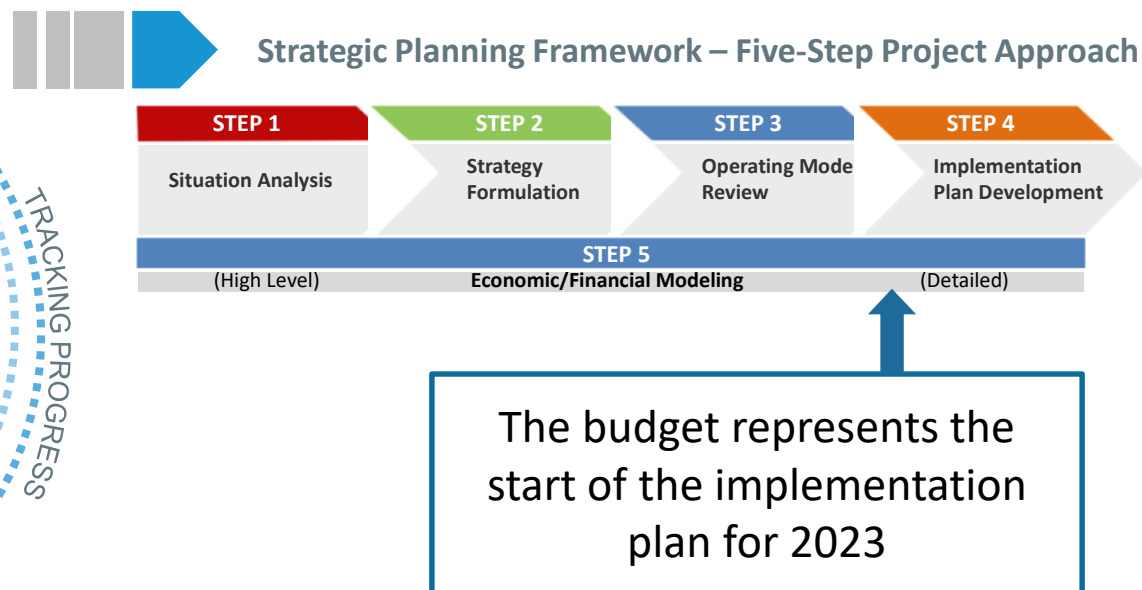 Strategic Planning Framework – Five-Step Project Approach
STEP 1
STEP 2
STEP 3
STEP 4
Situation Analysis
Strategy
Formulation
Operating Mode
Review
Implementation
Plan Development
STEP 5
(High Level)
Economic/Financial Modeling
(Detailed)
TRACKING PROGRESS
The budget represents the
start of the implementation
plan for 2023